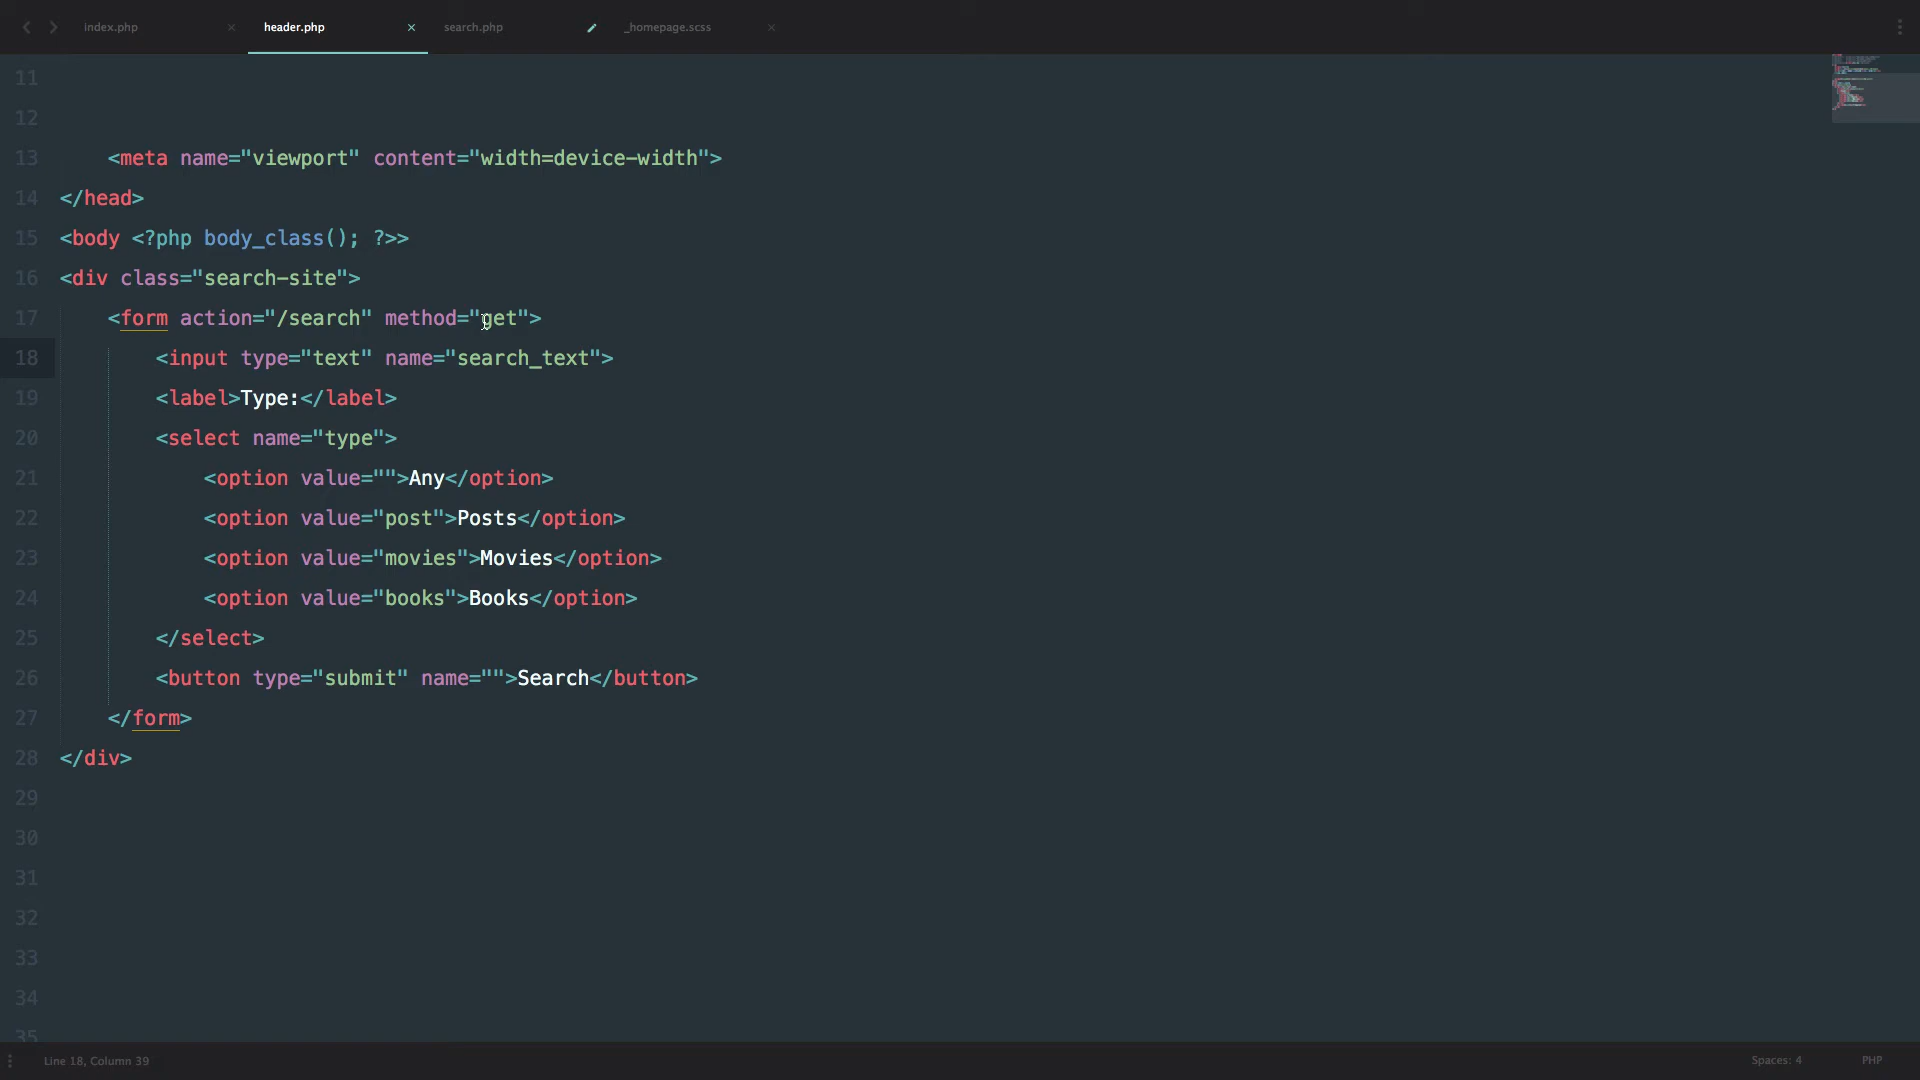 index.php × header.php × search.php _homepage.scss ×
11
12
13 <meta name="viewport" content="width=device-width">
14 </head>
15 <body <?php body_class(); ?>>
16 <div class="search-site">
17 <form action="/search" method="get">
18 <input type="text" name="search_text">
19 <label>Type:</label>
20 <select name="type">
21 <option value="">Any</option>
22 <option value="post">Posts</option>
23 <option value="movies">Movies</option>
24 <option value="books">Books</option>
25 </select>
26 <button type="submit" name="">Search</button>
27 </form>
28 </div>
29
30
31
32
33
34
35
Line 18, Column 39 Spaces: 4 PHP